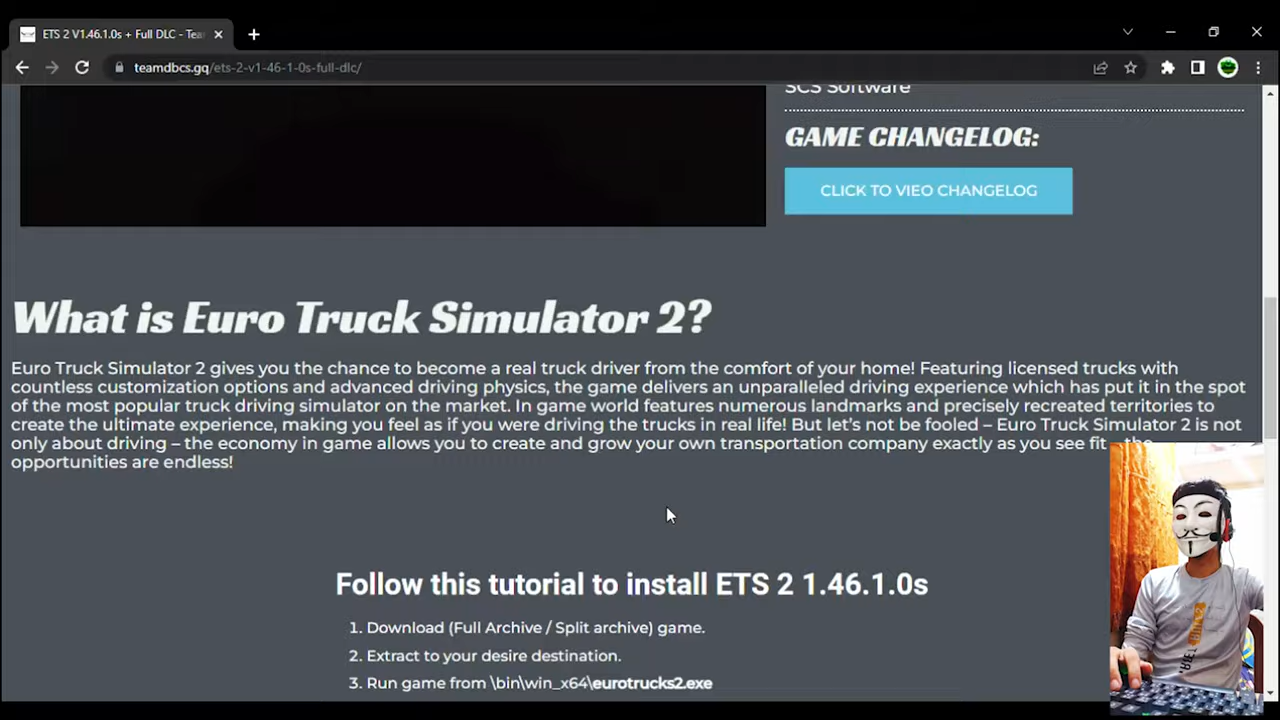 ETS 2 V1.46.1.0s + Full DLC - Tea
teamdbcs.gq/ets-2-v1-46-1-0s-full-dlc/
SCS Software
GAME CHANGELOG:
CLICK TO VIEO CHANGELOG
What is Euro Truck Simulator 2?
Euro Truck Simulator 2 gives you the chance to become a real truck driver from the comfort of your home! Featuring licensed trucks with
countless customization options and advanced driving physics, the game delivers an unparalleled driving experience which has put it in the spot
of the most popular truck driving simulator on the market. In game world features numerous landmarks and precisely recreated territories to
create the ultimate experience, making you feel as if you were driving the trucks in real life! But let's not be fooled – Euro Truck Simulator 2 is not
only about driving – the economy in game allows you to create and grow your own transportation company exactly as you see fit – the
opportunities are endless!
Follow this tutorial to install ETS 2 1.46.1.0s
1. Download (Full Archive / Split archive) game.
2. Extract to your desire destination.
3. Run game from \bin\win_x64\eurotrucks2.exe